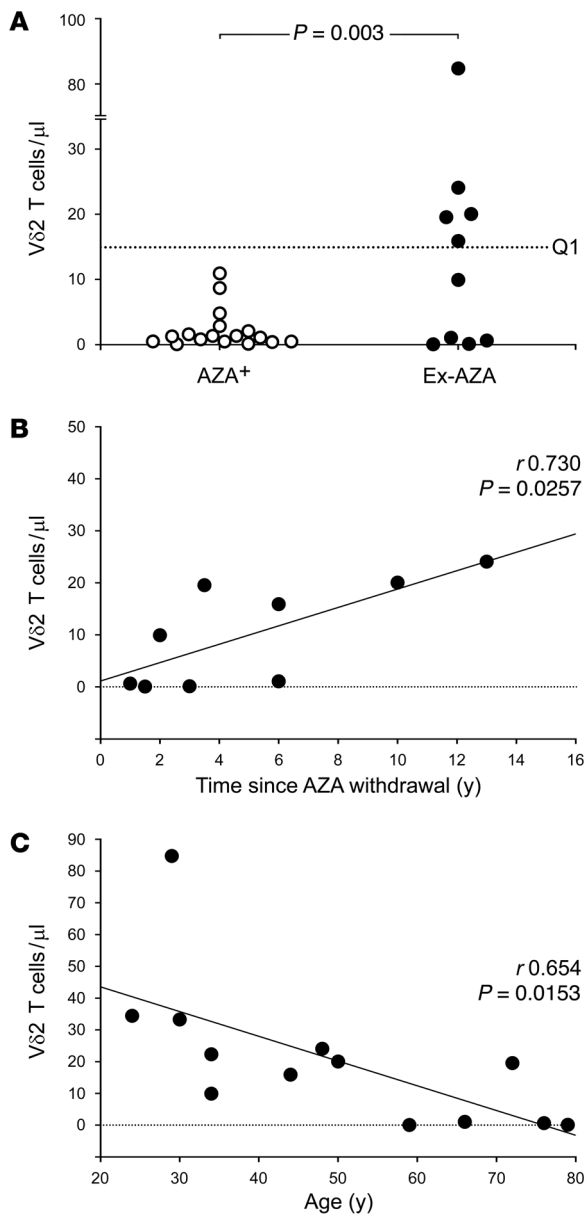 A
P = 0.003
100
80
30
20
10
0
Vδ2 T cells/μl
Q1
AZA+
Ex-AZA
B
50
40
30
20
10
0
Vδ2 T cells/μl
r 0.730
P = 0.0257
0 2 4 6 8 10 12 14 16
Time since AZA withdrawal (y)
C
90
80
70
60
50
40
30
20
10
0
Vδ2 T cells/μl
r 0.654
P = 0.0153
20 30 40 50 60 70 80
Age (y)